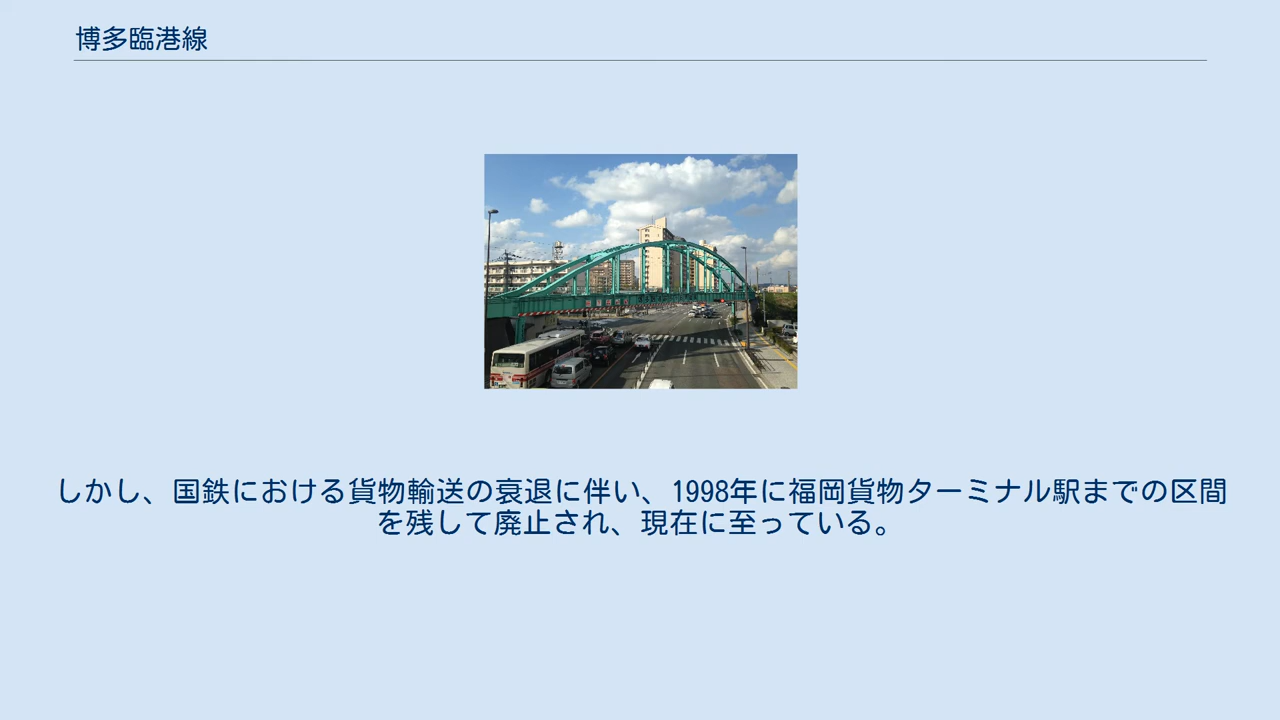 博多臨港線
しかし、国鉄における貨物輸送の衰退に伴い、1998年に福岡貨物ターミナル駅までの区間
を残して廃止され、現在に至っている。